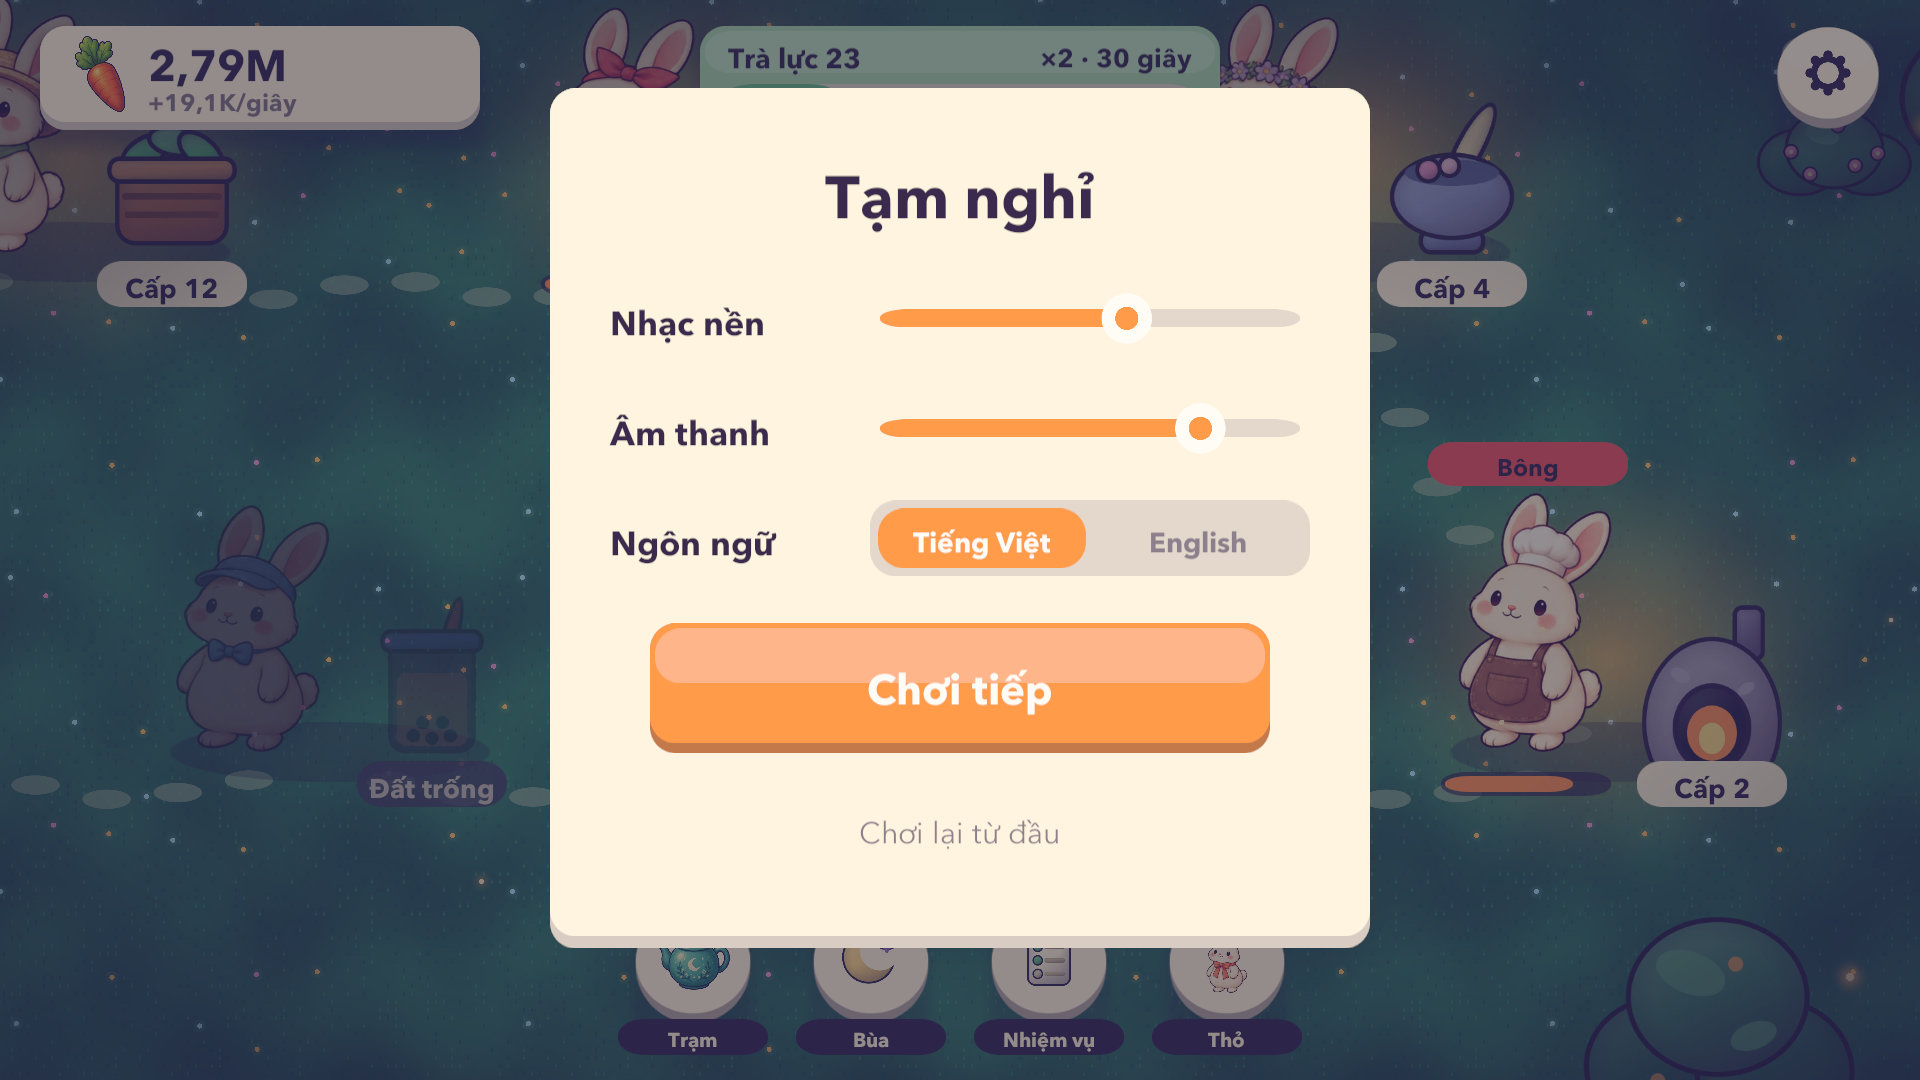 2,79M
+19,1K/giây
Trà lực 23
×2 · 30 giây
Cấp 12
Cấp 4
Tạm nghỉ
Nhạc nền
Âm thanh
Ngôn ngữ
Tiếng Việt
English
Bông
Chơi tiếp
Đất trống
Cấp 2
Chơi lại từ đầu
Trạm
Bùa
Nhiệm vụ
Thỏ